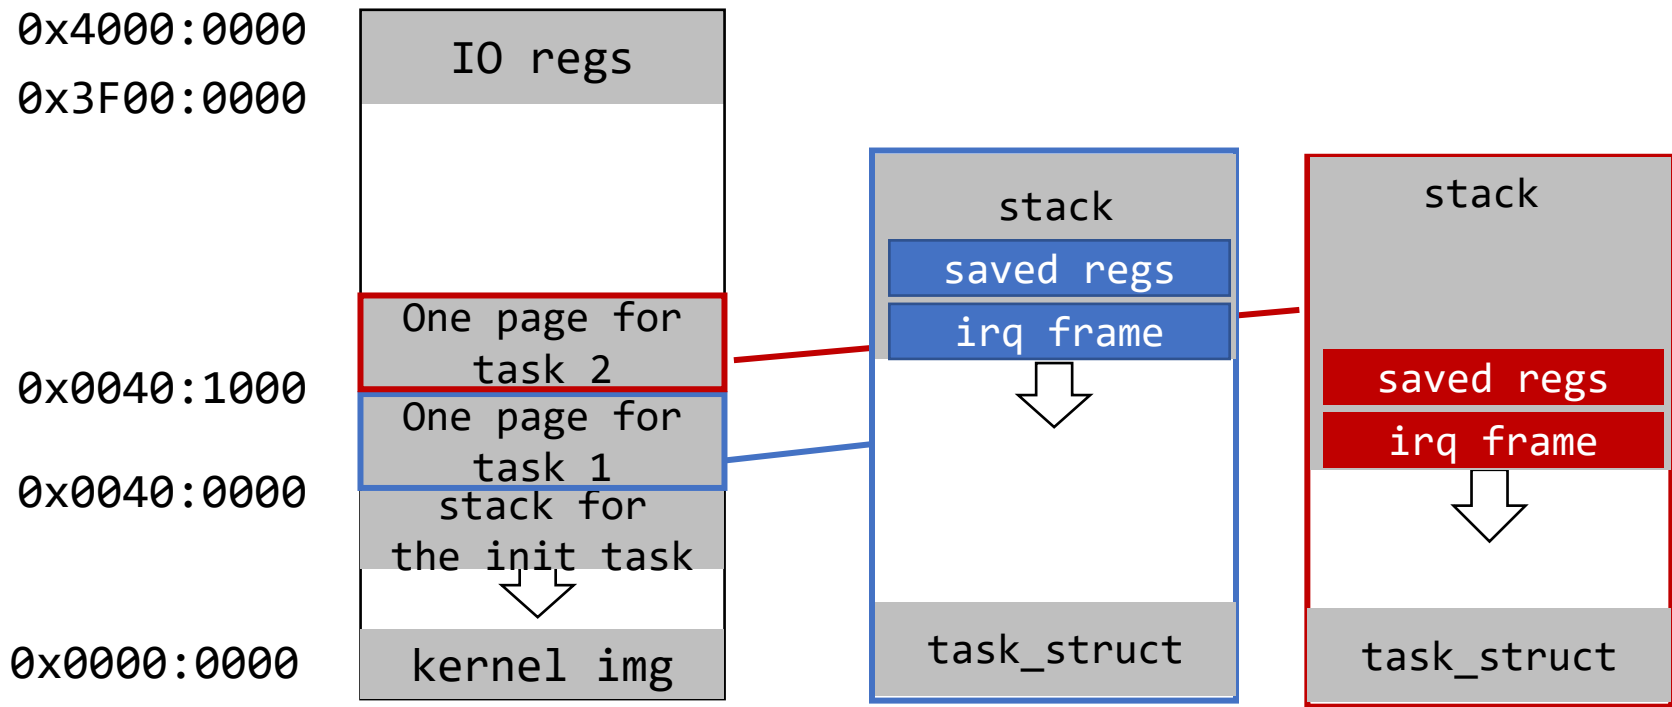 0x4000:0000
0x3F00:0000
0x0040:1000
0x0040:0000
0x0000:0000
IO regs
One page for
task 2
One page for
task 1
stack for
the init task
kernel img
stack
saved regs
irq frame
task_struct
stack
saved regs
irq frame
task_struct